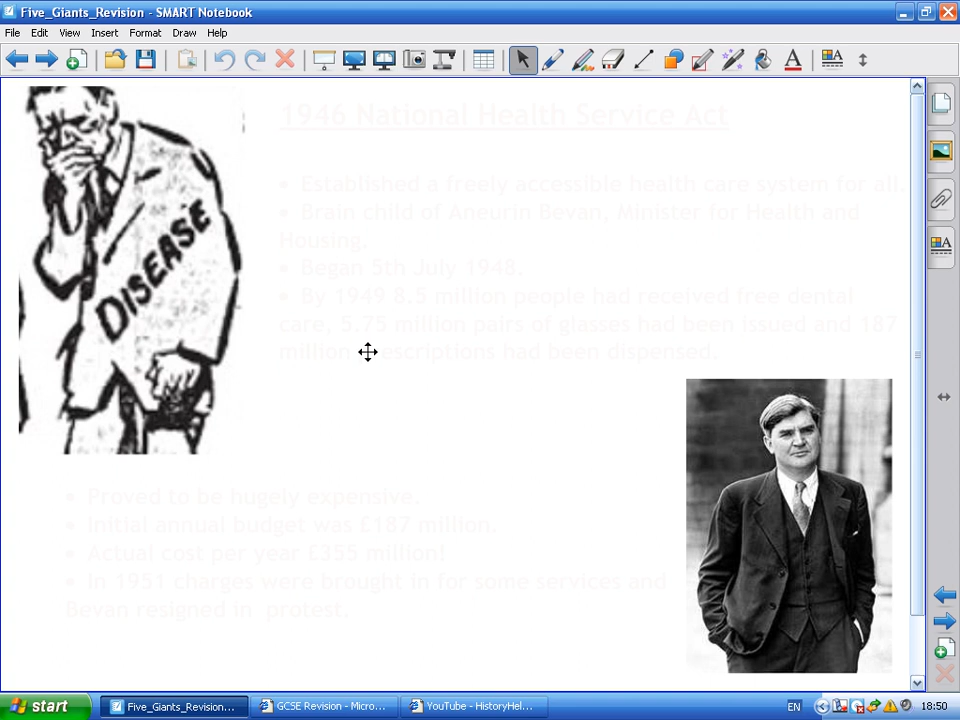 Five_Giants_Revision - SMART Notebook
File Edit View Insert Format Draw Help
1946 National Health Service Act
DISEASE
• Established a freely accessible health care system for all.
• Brain child of Aneurin Bevan, Minister for Health and
Housing.
• Began 5th July 1948.
• By 1949 8.5 million people had received free dental
care, 5.75 million pairs of glasses had been issued and 187
million prescriptions had been dispensed.
• Proved to be hugely expensive.
• Initial annual budget was £187 million.
• Actual cost per year £355 million!
• In 1951 charges were brought in for some services and
Bevan resigned in protest.
start Five_Giants_Revision... GCSE Revision - Micro... YouTube - HistoryHel... EN 18:50